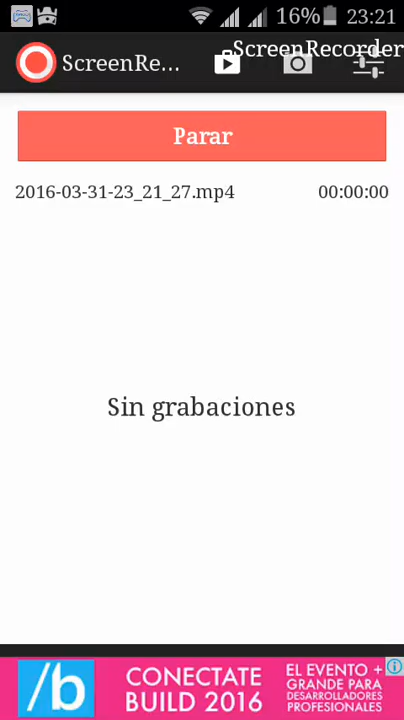 16% 23:21
ScreenRecorder
ScreenRe...
Parar
2016-03-31-23_21_27.mp4 00:00:00
Sin grabaciones
/b
CONECTATE
BUILD 2016
EL EVENTO +
GRANDE PARA
DESARROLLADORES
PROFESIONALES